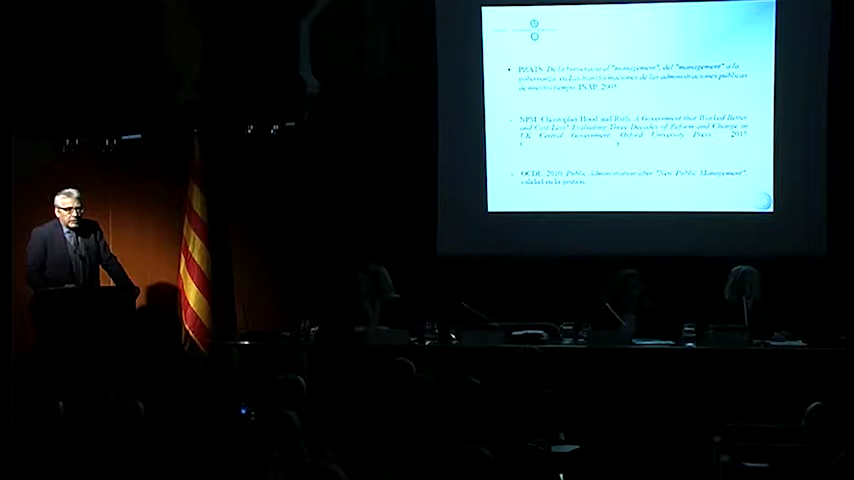 PRATS. De la burocracia al "management", del "management" a la
gobernanza, en Las transformaciones de las administraciones públicas
de nuestro tiempo. INAP. 2005.
NPM. Christopher Hood and Ruth. A Government that Worked Better
and Cost Less? Evaluating Three Decades of Reform and Change in
UK Central Government. Oxford University Press. 2015
( )
OCDE. 2010. Public Administration after "New Public Management".
calidad en la gestión